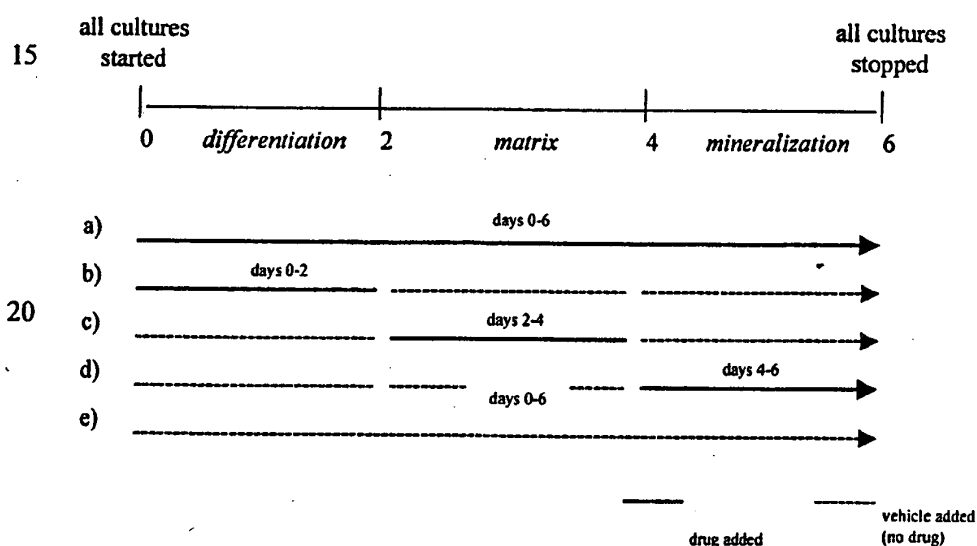 all cultures started
all cultures stopped
15
0 differentiation 2 matrix 4 mineralization 6
a) days 0-6
b) days 0-2
20
c) days 2-4
d) days 4-6
days 0-6
e)
drug added
vehicle added
(no drug)